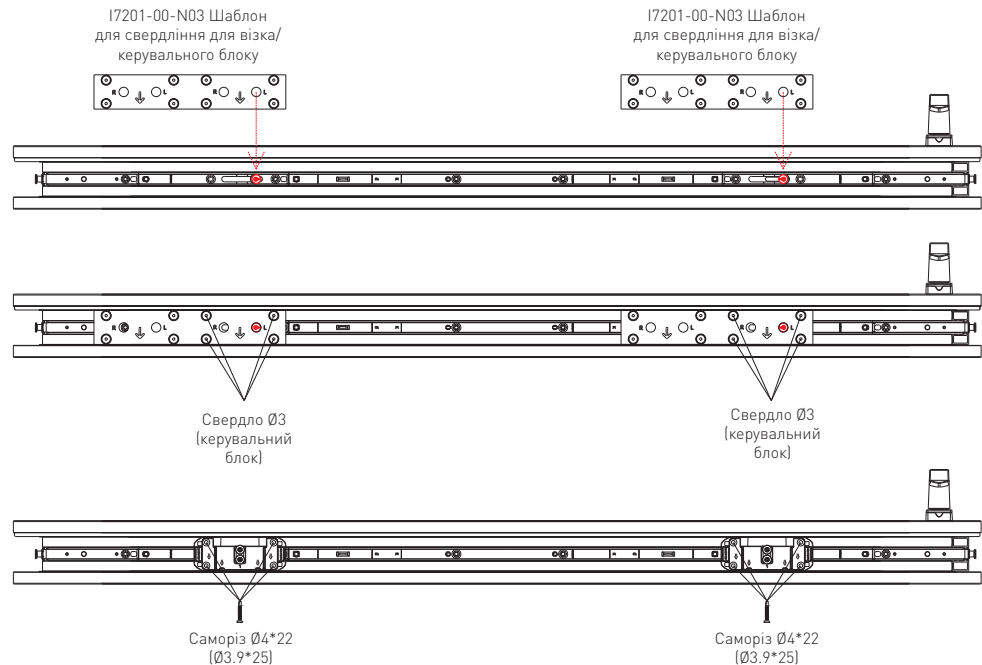 I7201-00-N03 Шаблон
для свердління для візка/
керувального блоку
I7201-00-N03 Шаблон
для свердління для візка/
керувального блоку
R L R L
R L R L
R L R L
R L R L
Свердло Ø3
(керувальний
блок)
Свердло Ø3
(керувальний
блок)
Саморіз Ø4*22
(Ø3.9*25)
Саморіз Ø4*22
(Ø3.9*25)